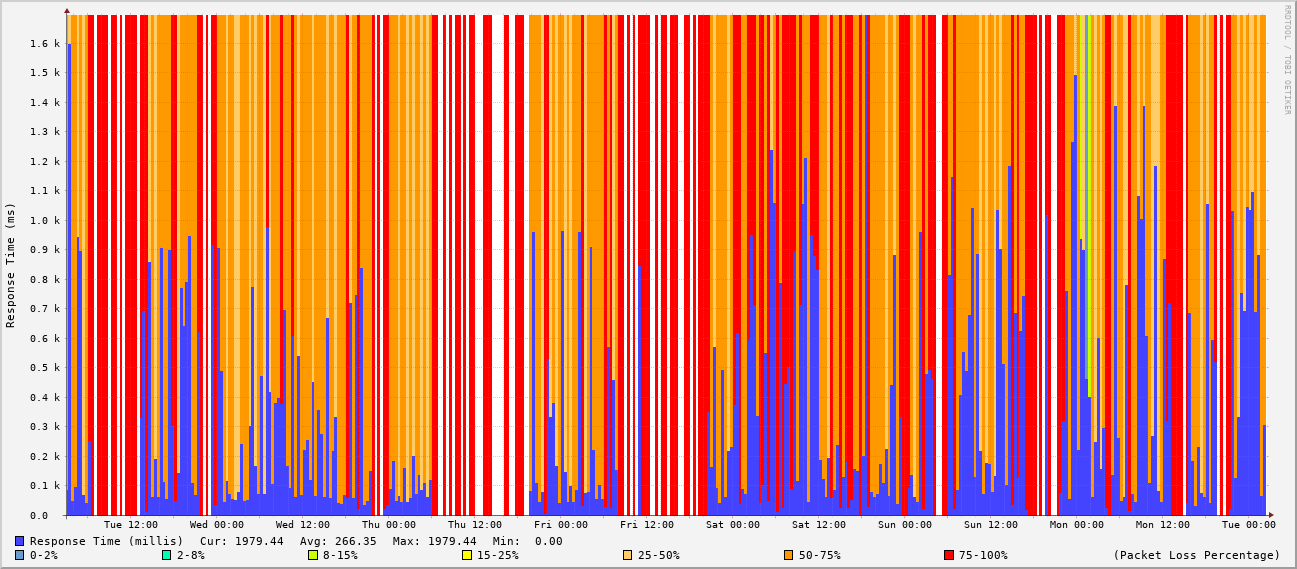 RRDTOOL / TOBI OETIKER
Response Time (ms)
1.6 k
1.5 k
1.4 k
1.3 k
1.2 k
1.1 k
1.0 k
0.9 k
0.8 k
0.7 k
0.6 k
0.5 k
0.4 k
0.3 k
0.2 k
0.1 k
0.0
Tue 12:00 Wed 00:00 Wed 12:00 Thu 00:00 Thu 12:00 Fri 00:00 Fri 12:00 Sat 00:00 Sat 12:00 Sun 00:00 Sun 12:00 Mon 00:00 Mon 12:00 Tue 00:00
Response Time (millis) Cur: 1979.44 Avg: 266.35 Max: 1979.44 Min: 0.00
0-2% 2-8% 8-15% 15-25% 25-50% 50-75% 75-100% (Packet Loss Percentage)